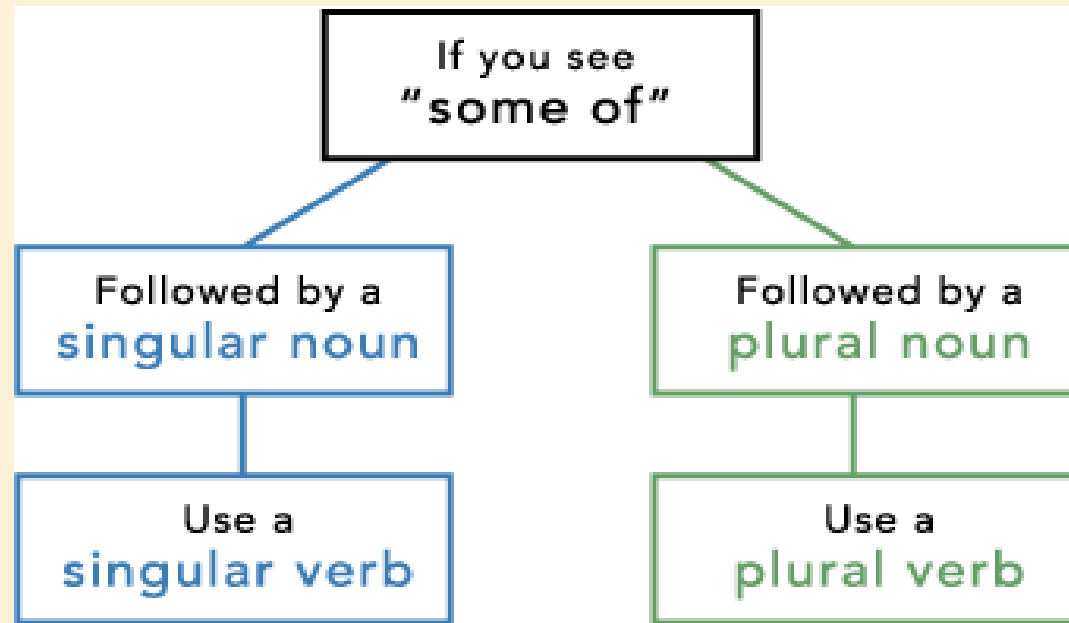 If you see
"some of"
Followed by a
singular noun
Followed by a
plural noun
Use a
singular verb
Use a
plural verb